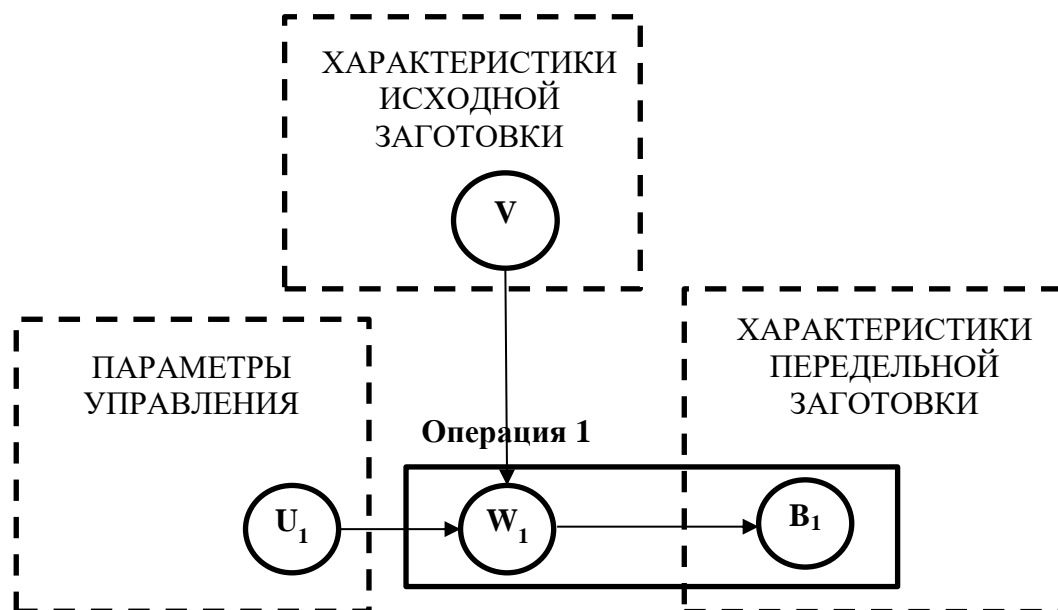 ХАРАКТЕРИСТИКИ
ИСХОДНОЙ
ЗАГОТОВКИ
V
ХАРАКТЕРИСТИКИ
ПЕРЕДЕЛЬНОЙ
ЗАГОТОВКИ
ПАРАМЕТРЫ
УПРАВЛЕНИЯ
Операция 1
U₁
W₁
B₁